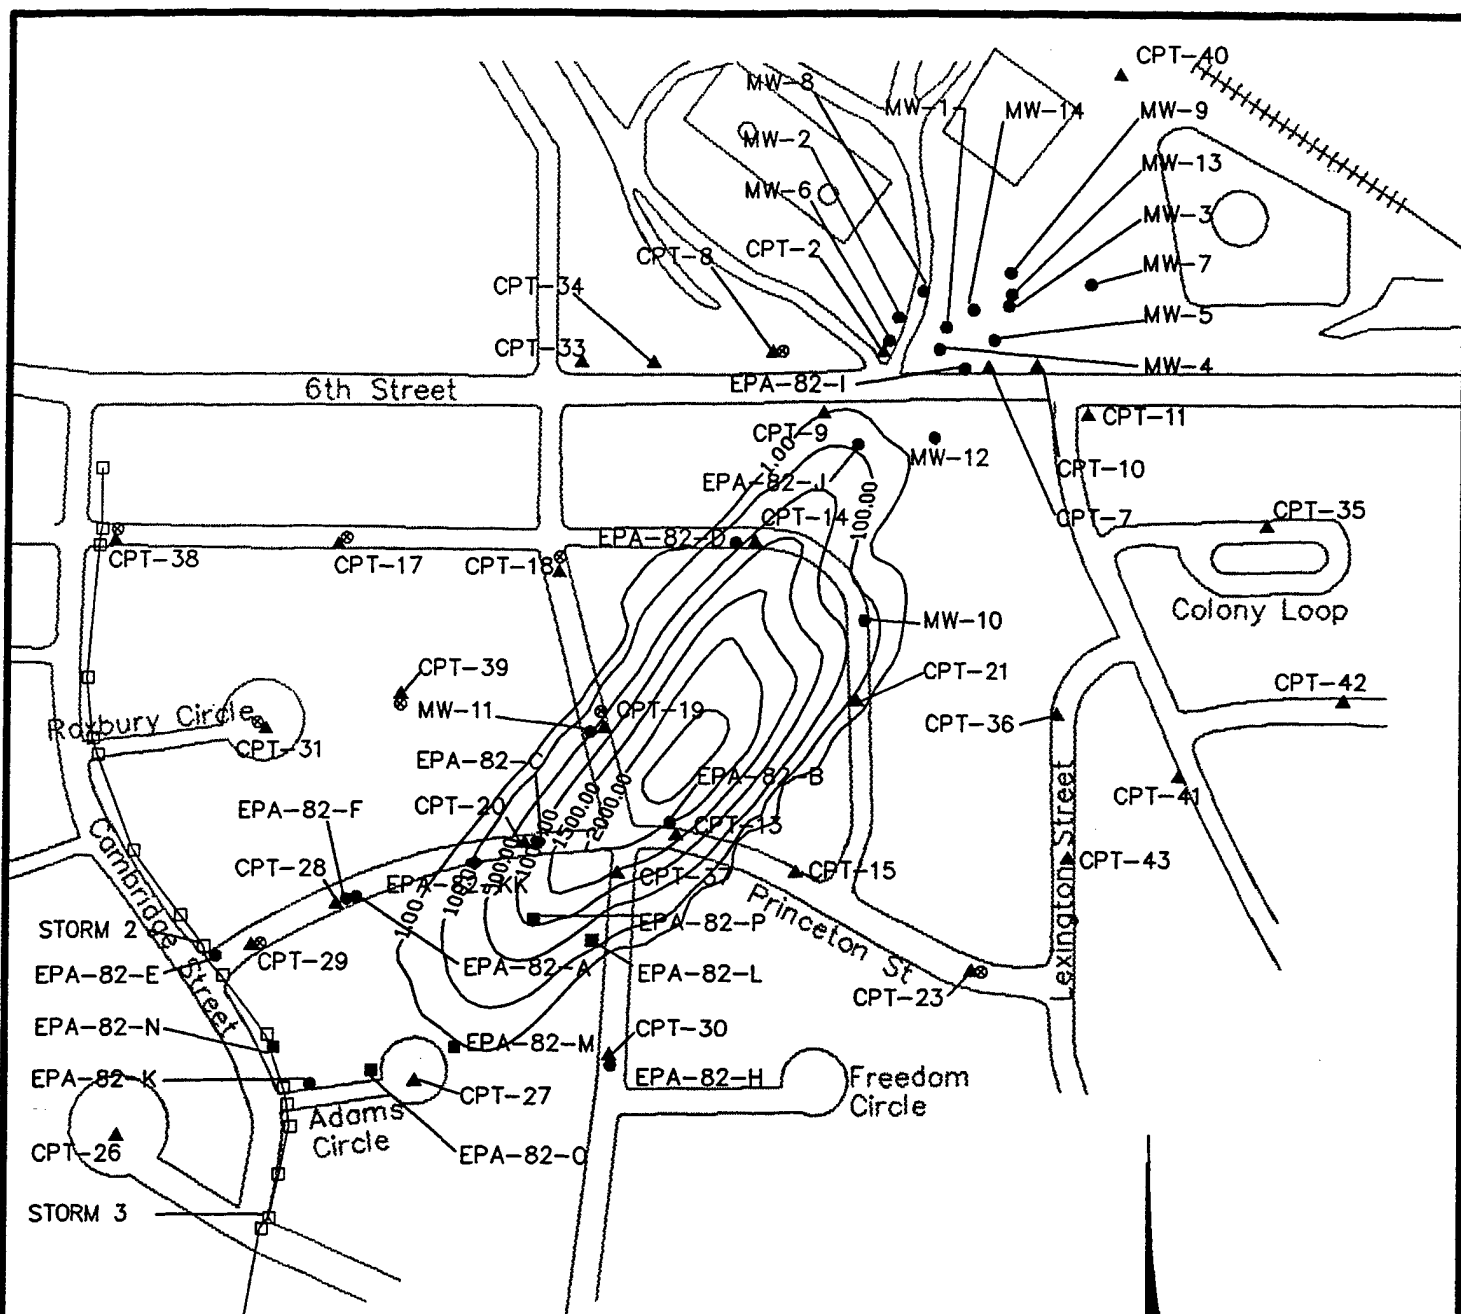 CPT-40
MW-8
MW-1
MW-14
MW-9
MW-2
MW-13
MW-6
MW-3
CPT-2
CPT-8
MW-7
CPT-34
MW-5
CPT-33
MW-4
6th Street
EPA-82-I
CPT-9
CPT-11
1.00
MW-12
CPT-10
EPA-82-J
100.00
CPT-14
CPT-7
CPT-35
EPA-82-D
CPT-38
CPT-17
CPT-18
Colony Loop
MW-10
CPT-39
CPT-21
CPT-42
Roxbury Circle
MW-11
CPT-19
CPT-36
CPT-31
EPA-82-C
EPA-82-B
Lexington Street
CPT-41
EPA-82-F
CPT-20
1500.00
2000.00
CPT-13
Cambridge Street
CPT-28
EPA-82-KK
CPT-37
CPT-15
CPT-43
1.00
EPA-82-P
Princeton St
STORM 2
EPA-82-E
CPT-29
EPA-82-A
EPA-82-L
CPT-23
EPA-82-N
EPA-82-M
CPT-30
EPA-82-K
CPT-27
EPA-82-H
Freedom
Circle
Adams
Circle
CPT-26
EPA-82-O
STORM 3